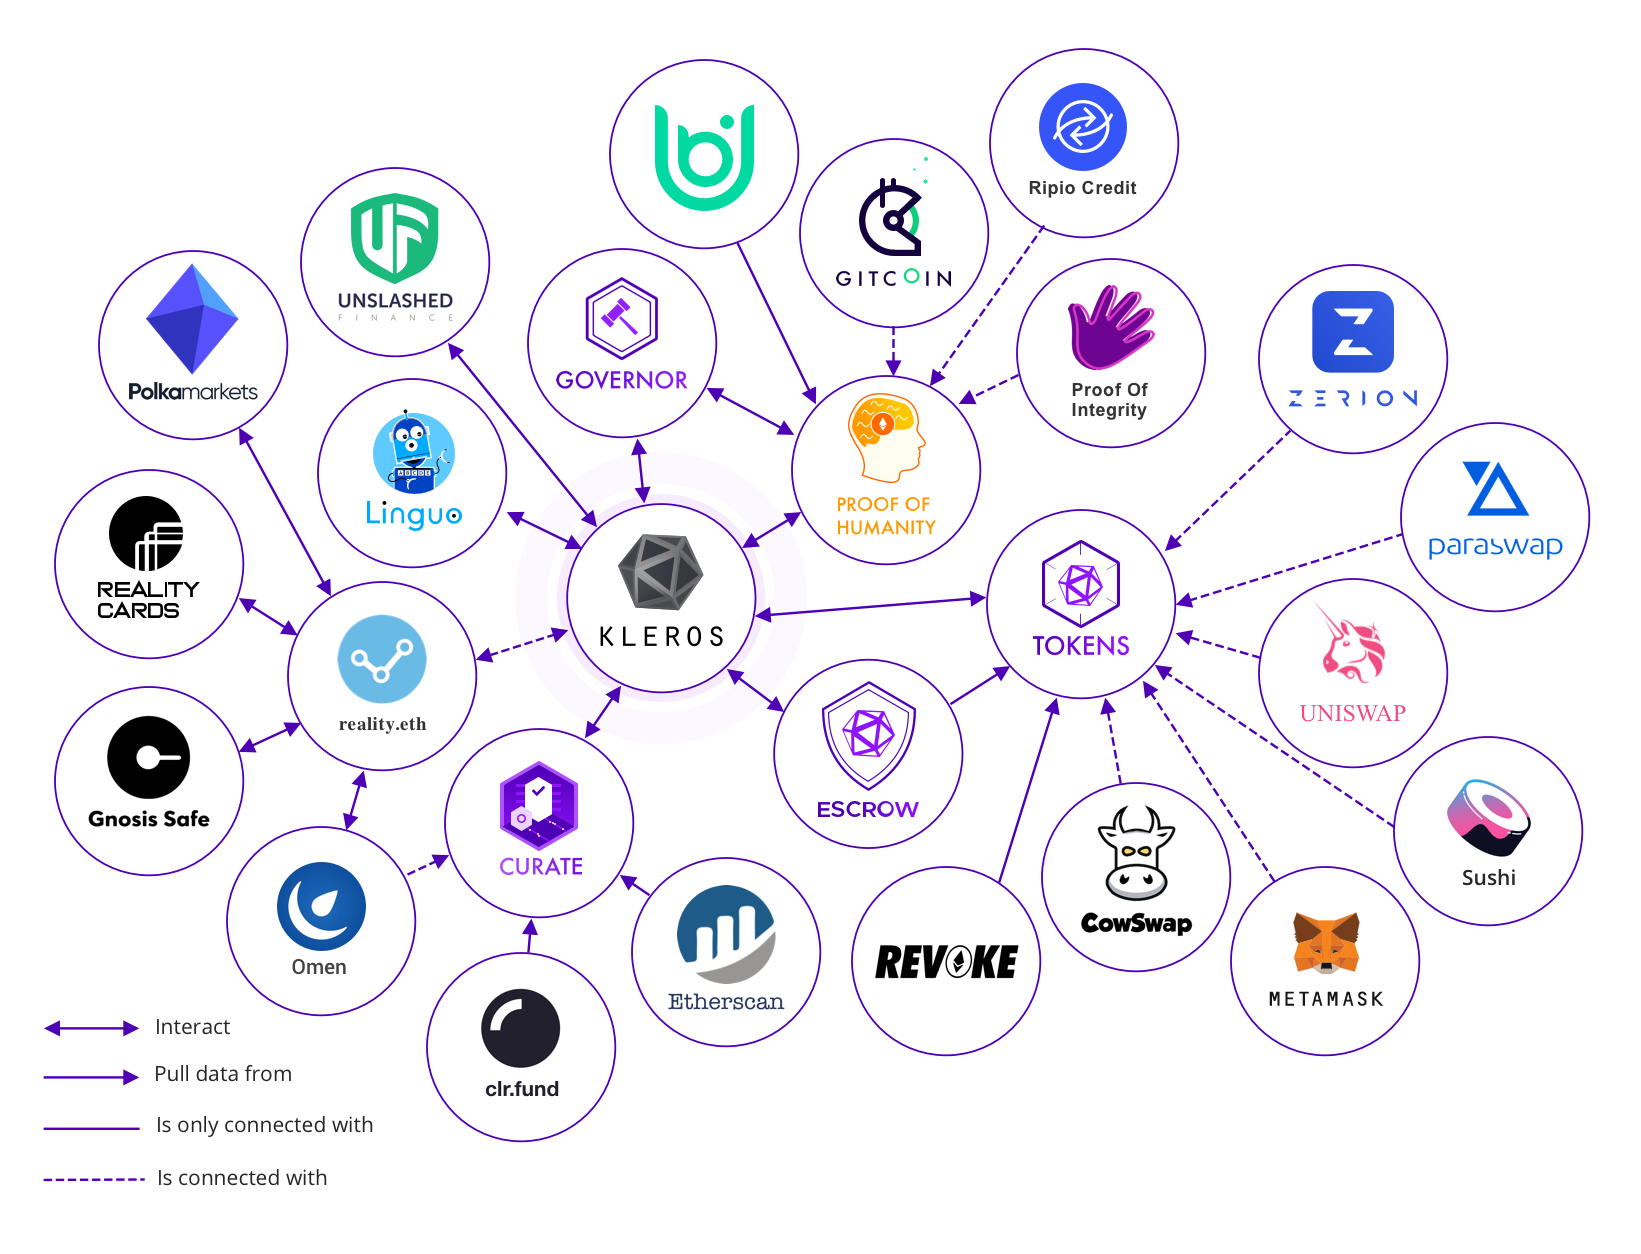 Ripio Credit
GITCOIN
UNSLASHED
FINANCE
GOVERNOR
Polkamarkets
Proof Of
Integrity
ZERION
ABCDE
Linguo
PROOF OF
HUMANITY
paraswap
REALITY
CARDS
KLEROS
TOKENS
reality.eth
UNISWAP
Gnosis Safe
ESCROW
CURATE
Sushi
CowSwap
Omen
REVOKE
Etherscan
METAMASK
clr.fund
Interact
Pull data from
Is only connected with
Is connected with